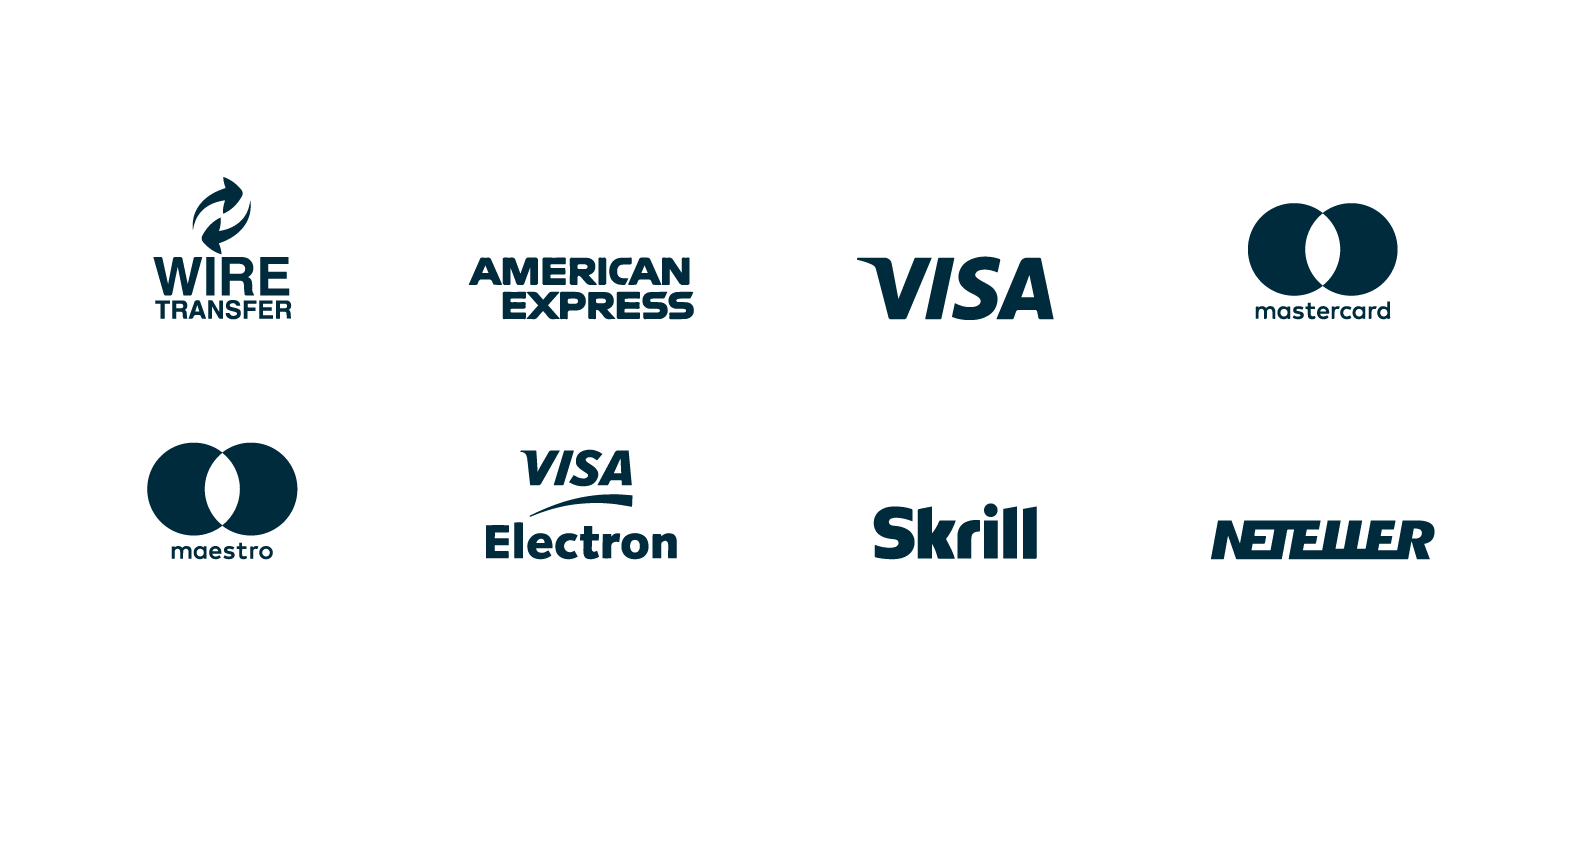 WIRE
TRANSFER
AMERICAN
EXPRESS
VISA
mastercard
maestro
VISA
Electron
Skrill
NETELLER